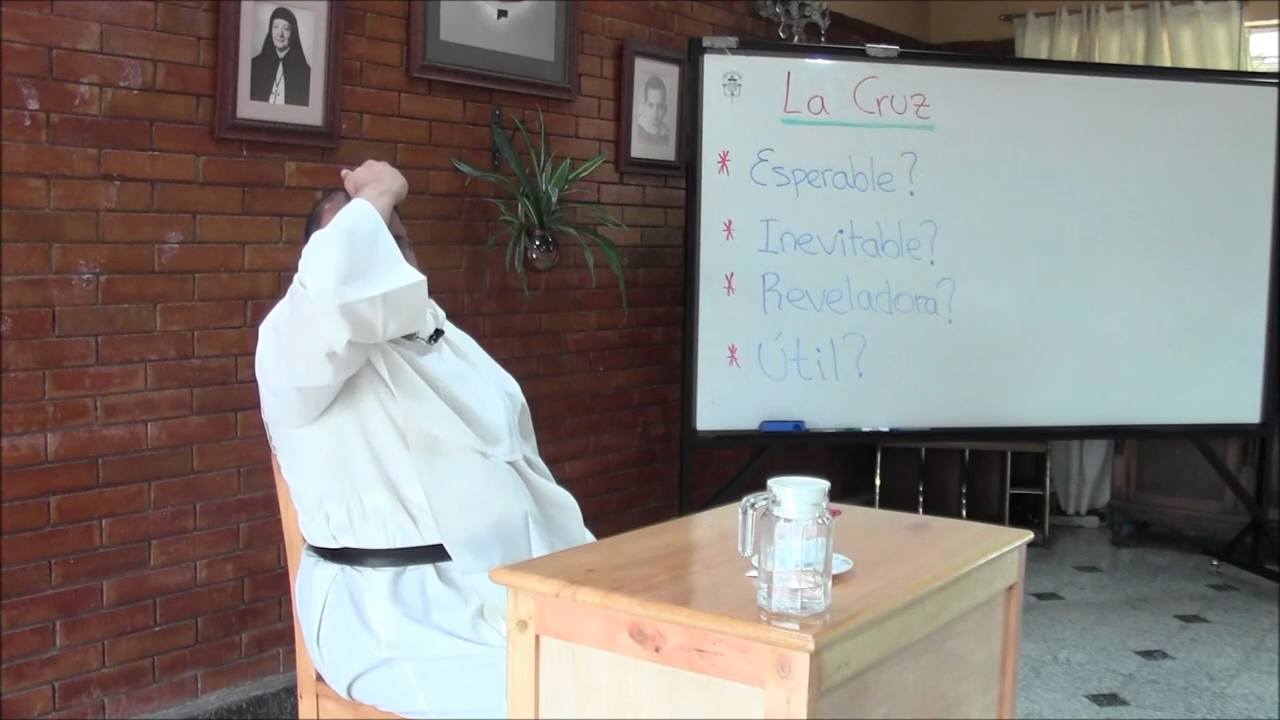 La Cruz
* Esperable?
* Inevitable?
* Reveladora?
* Útil?